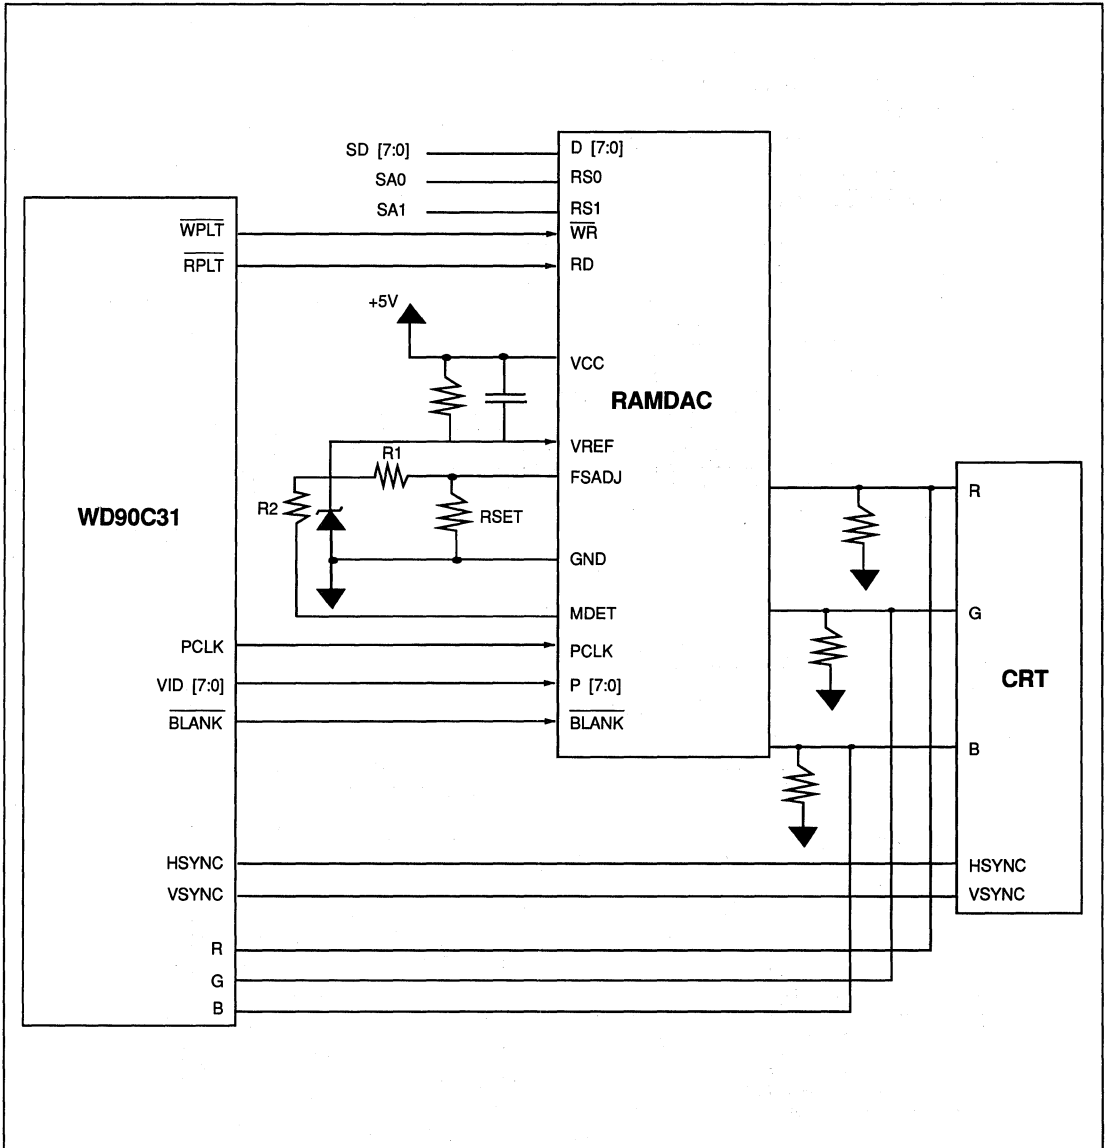 SD [7:0]
SA0
SA1
WPLT
RPLT
+5V
D [7:0]
RS0
RS1
WR
RD
VCC
RAMDAC
VREF
R1
FSADJ
R2
RSET
WD90C31
GND
MDET
PCLK
PCLK
VID [7:0]
P [7:0]
BLANK
BLANK
R
G
CRT
B
HSYNC
HSYNC
VSYNC
VSYNC
R
G
B